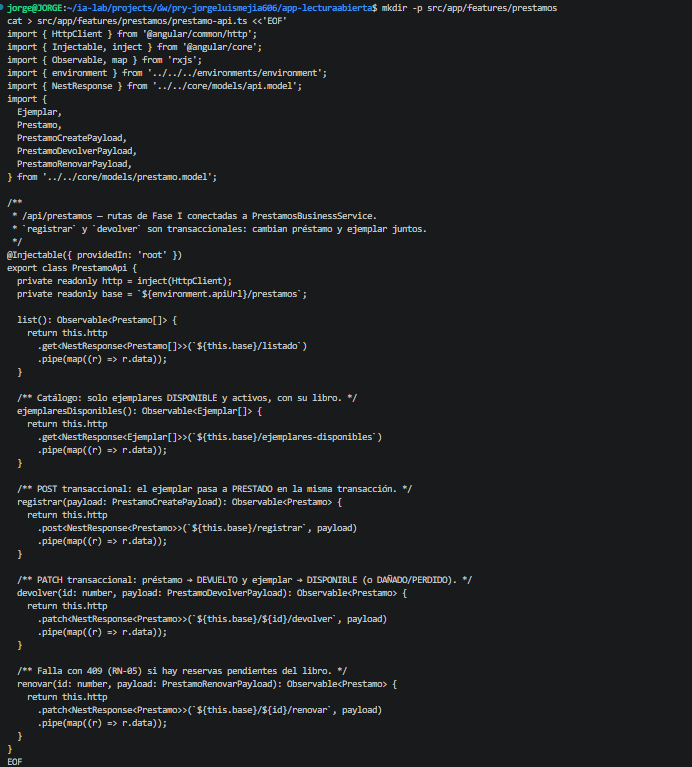 jorge@JORGE:~/ia-lab/projects/dw/pry-jorgeluismejia606/app-lecturaabierta$ mkdir -p src/app/features/prestamos
cat > src/app/features/prestamos/prestamo-api.ts <<'EOF'
import { HttpClient } from '@angular/common/http';
import { Injectable, inject } from '@angular/core';
import { Observable, map } from 'rxjs';
import { environment } from '../../../environments/environment';
import { NestResponse } from '../../core/models/api.model';
import {
  Ejemplar,
  Prestamo,
  PrestamoCreatePayload,
  PrestamoDevolverPayload,
  PrestamoRenovarPayload,
} from '../../core/models/prestamo.model';

/**
 * /api/prestamos — rutas de Fase I conectadas a PrestamosBusinessService.
 * `registrar` y `devolver` son transaccionales: cambian préstamo y ejemplar juntos.
 */
@Injectable({ providedIn: 'root' })
export class PrestamoApi {
  private readonly http = inject(HttpClient);
  private readonly base = `${environment.apiUrl}/prestamos`;

  list(): Observable<Prestamo[]> {
    return this.http
      .get<NestResponse<Prestamo[]>>(`${this.base}/listado`)
      .pipe(map((r) => r.data));
  }

  /** Catálogo: solo ejemplares DISPONIBLE y activos, con su libro. */
  ejemplaresDisponibles(): Observable<Ejemplar[]> {
    return this.http
      .get<NestResponse<Ejemplar[]>>(`${this.base}/ejemplares-disponibles`)
      .pipe(map((r) => r.data));
  }

  /** POST transaccional: el ejemplar pasa a PRESTADO en la misma transacción. */
  registrar(payload: PrestamoCreatePayload): Observable<Prestamo> {
    return this.http
      .post<NestResponse<Prestamo>>(`${this.base}/registrar`, payload)
      .pipe(map((r) => r.data));
  }

  /** PATCH transaccional: préstamo → DEVUELTO y ejemplar → DISPONIBLE (o DAÑADO/PERDIDO). */
  devolver(id: number, payload: PrestamoDevolverPayload): Observable<Prestamo> {
    return this.http
      .patch<NestResponse<Prestamo>>(`${this.base}/${id}/devolver`, payload)
      .pipe(map((r) => r.data));
  }

  /** Falla con 409 (RN-05) si hay reservas pendientes del libro. */
  renovar(id: number, payload: PrestamoRenovarPayload): Observable<Prestamo> {
    return this.http
      .patch<NestResponse<Prestamo>>(`${this.base}/${id}/renovar`, payload)
      .pipe(map((r) => r.data));
  }
}
EOF